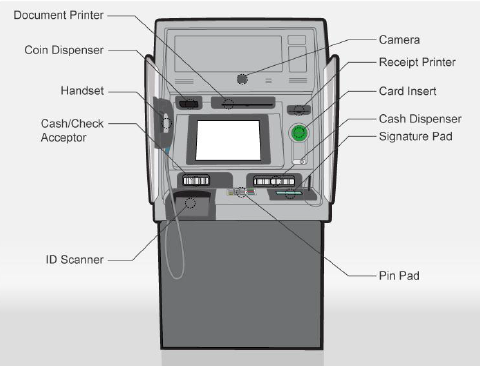 Document Printer
Coin Dispenser
Handset
Cash/Check
Acceptor
ID Scanner
Camera
Receipt Printer
Card Insert
Cash Dispenser
Signature Pad
Pin Pad